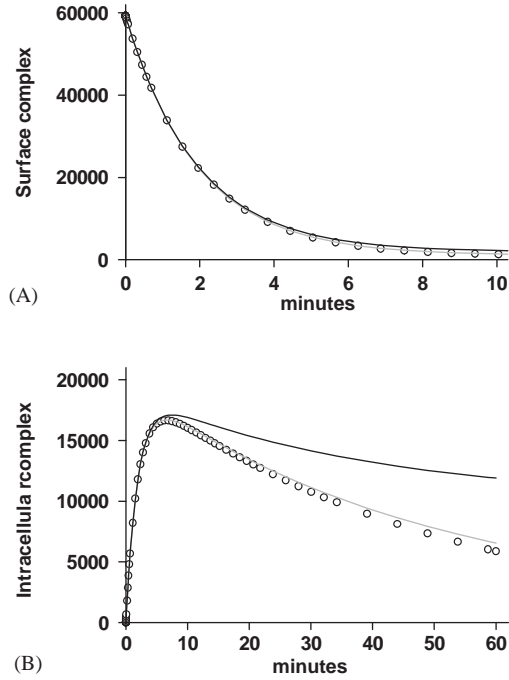 60000
40000
20000
0
Surface complex
0 2 4 6 8 10
minutes
(A)
20000
15000
10000
5000
0
Intracellula rcomplex
0 10 20 30 40 50 60
minutes
(B)